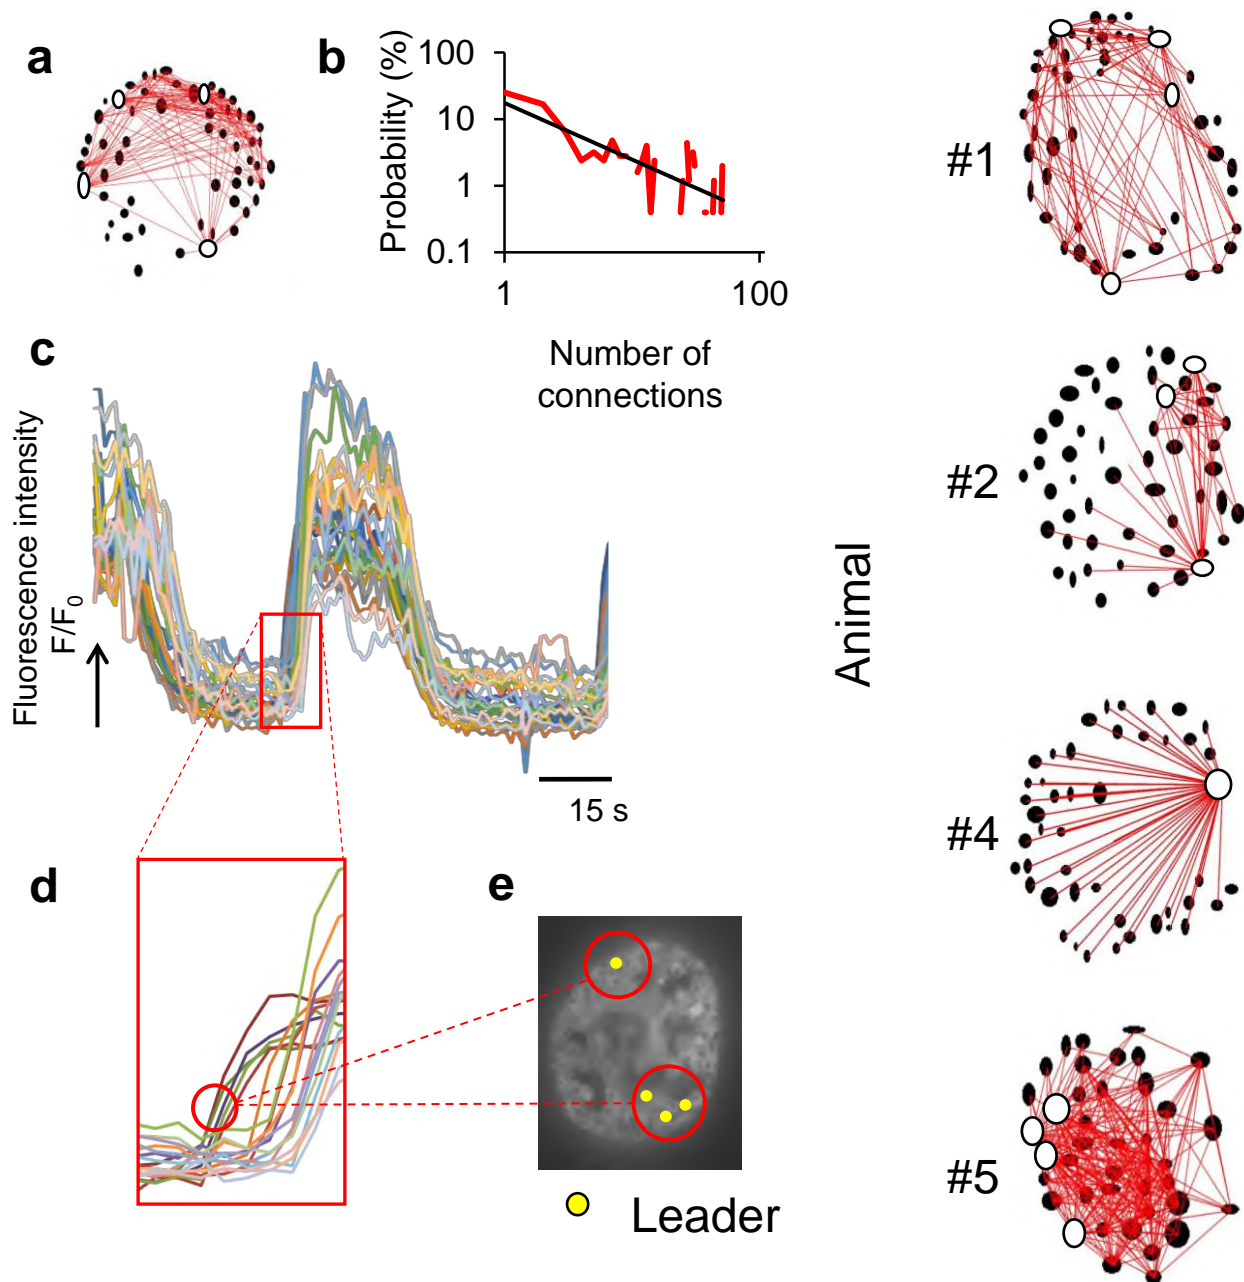 a
b
Probability (%)
100
10
1
0.1
1
100
Number of
connections
c
Fluorescence intensity
F/F0
15 s
d
e
Leader
Animal
#1
#2
#4
#5